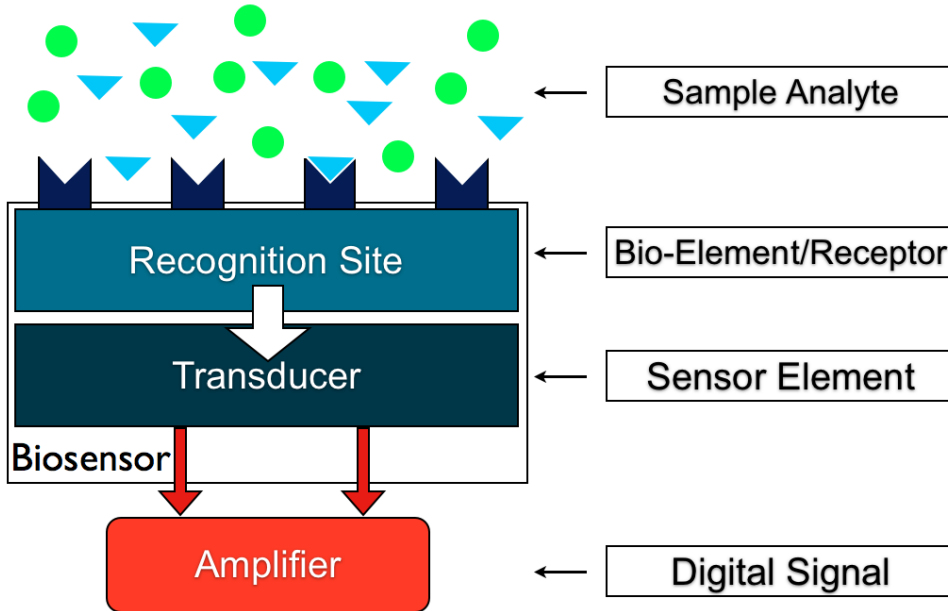 Sample Analyte
Recognition Site
Bio-Element/Receptor
Transducer
Sensor Element
Biosensor
Amplifier
Digital Signal